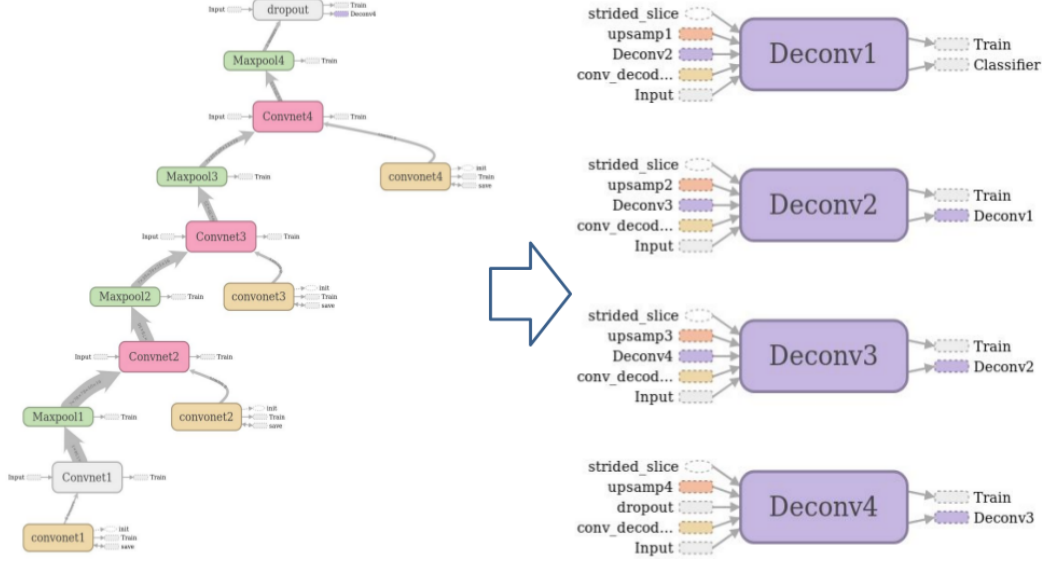 dropout
Train
Deconv4
Input
Maxpool4
Train
Input
Convnet4
Train
convonet4
init
Train
save
Maxpool3
Train
Input
Convnet3
Train
convonet3
init
Train
save
Maxpool2
Train
Input
Convnet2
Train
convonet2
init
Train
save
Maxpool1
Train
Input
Convnet1
Train
convonet1
init
Train
save
strided_slice
upsamp1
Deconv2
conv_decod...
Input
Deconv1
Train
Classifier
strided_slice
upsamp2
Deconv3
conv_decod...
Input
Deconv2
Train
Deconv1
strided_slice
upsamp3
Deconv4
conv_decod...
Input
Deconv3
Train
Deconv2
strided_slice
upsamp4
dropout
conv_decod...
Input
Deconv4
Train
Deconv3